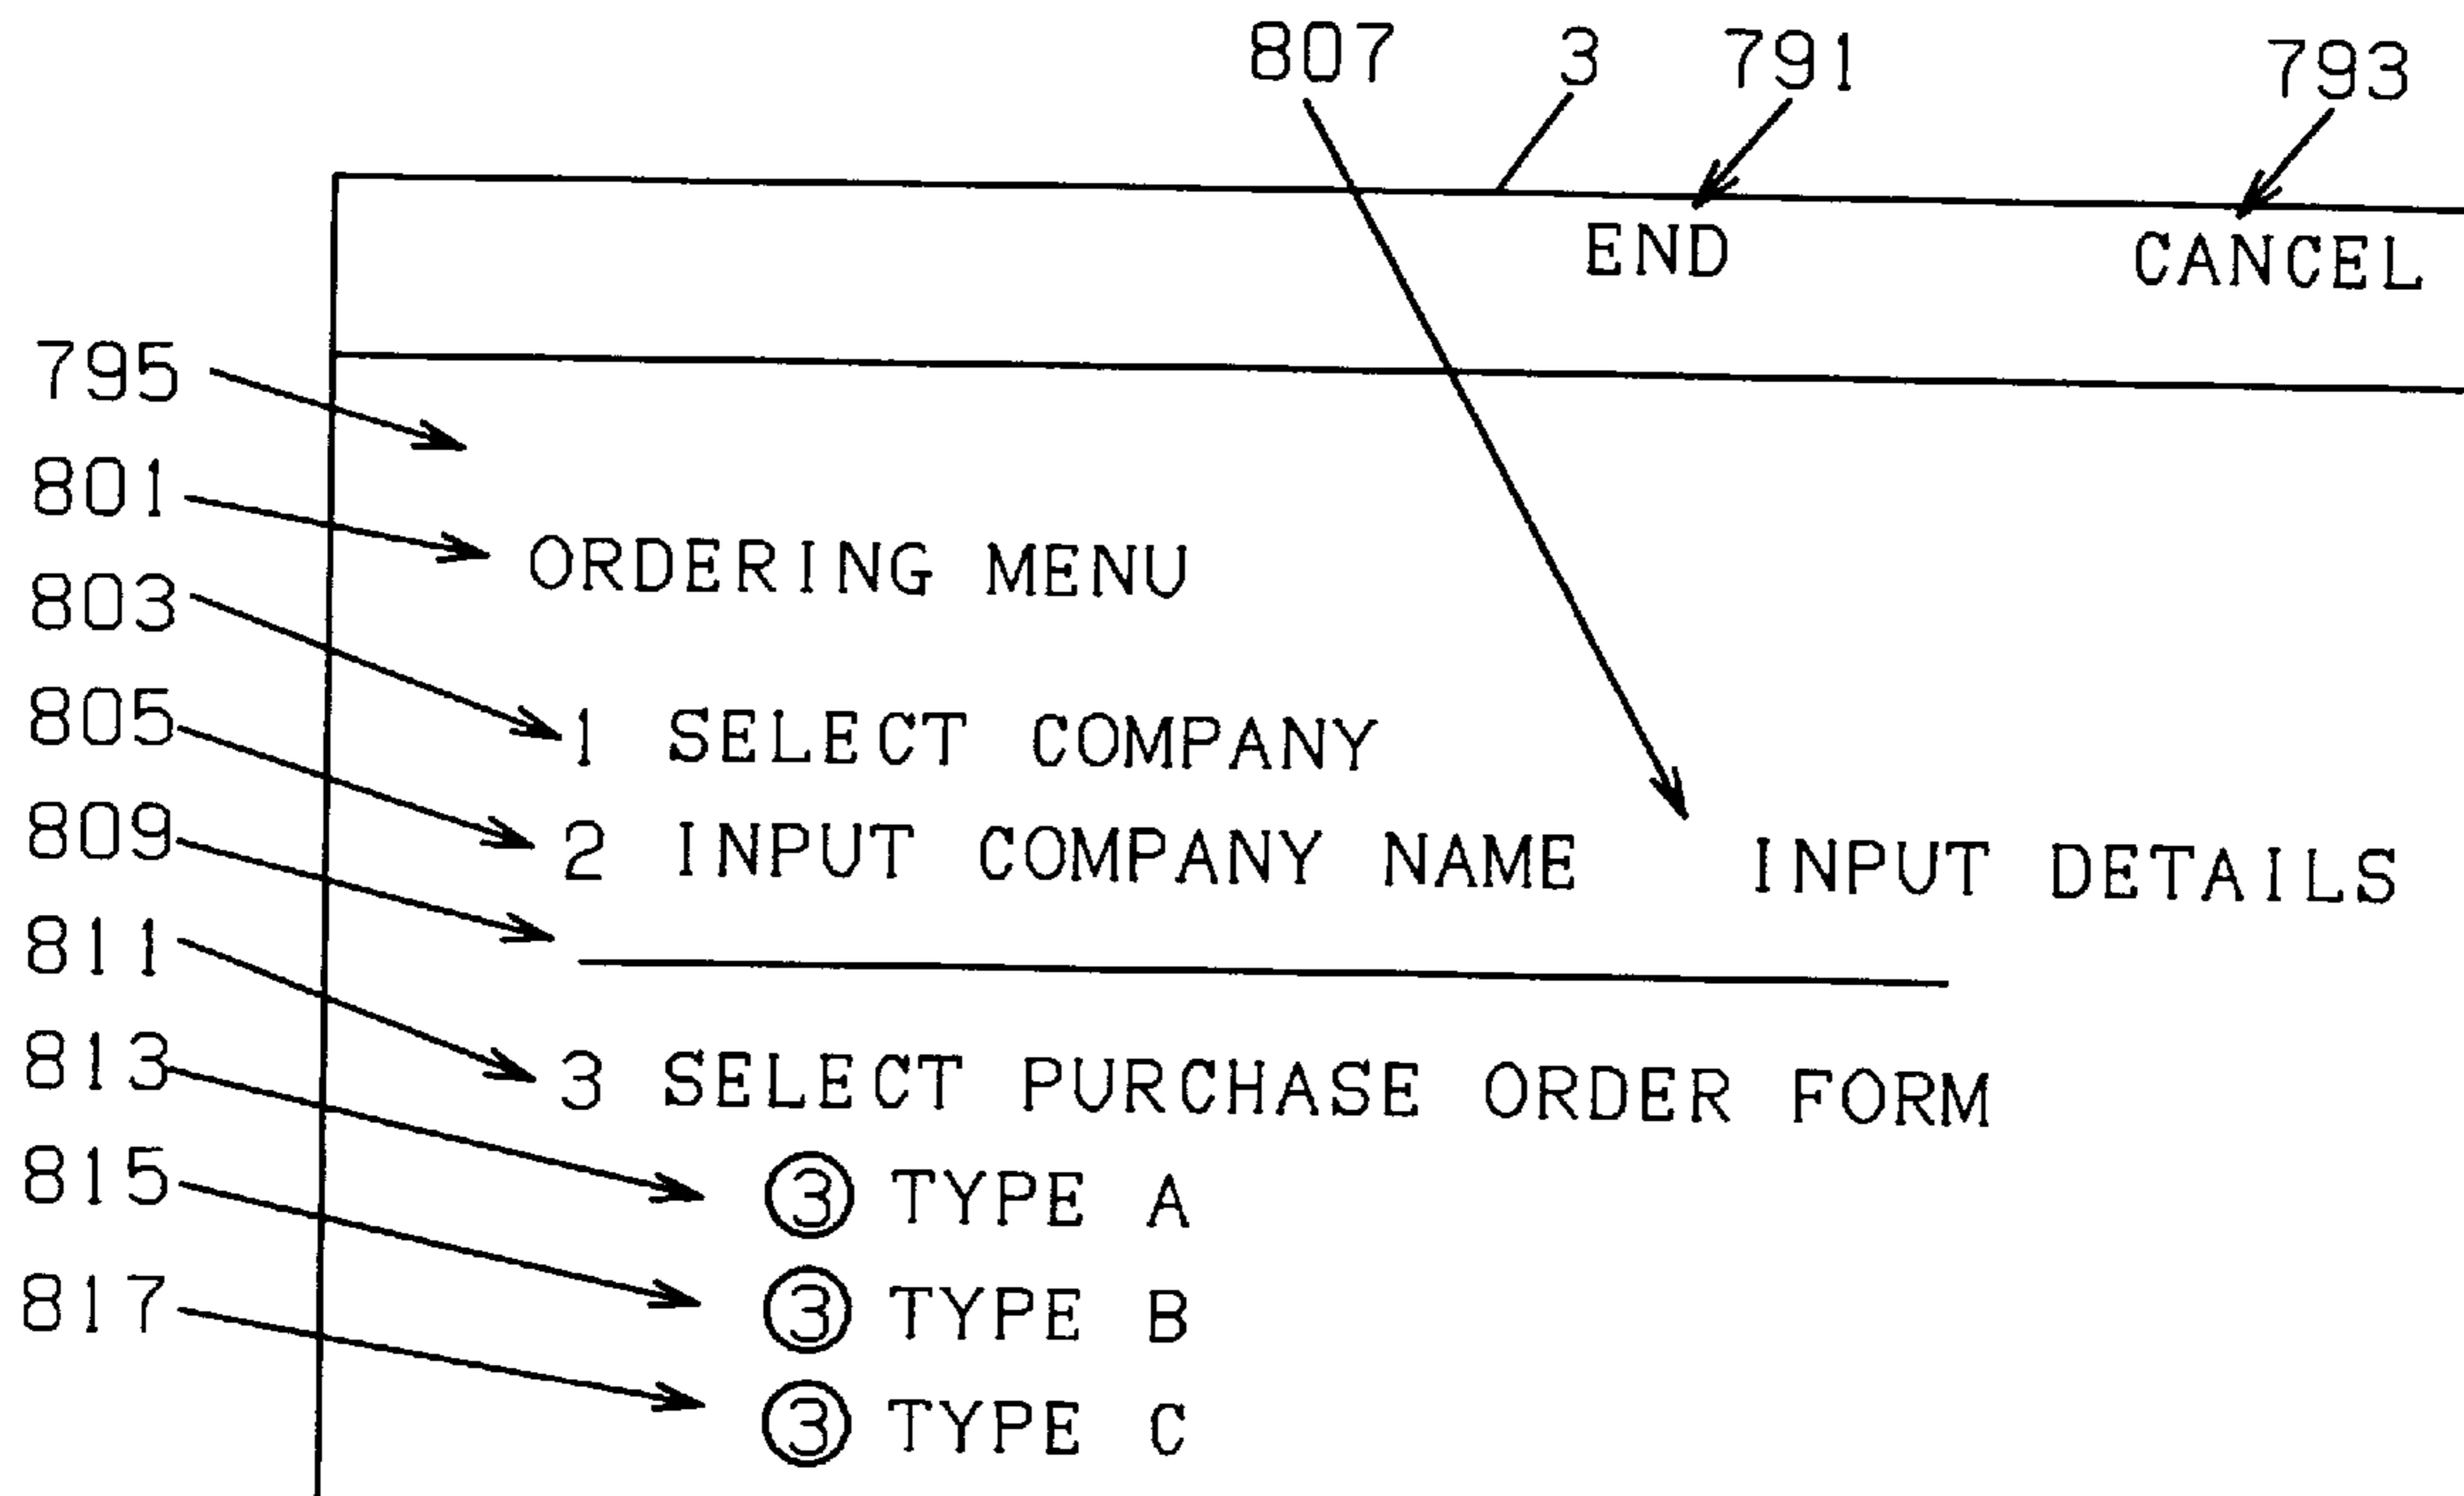 807 3 791 793
END CANCEL
795
801 ORDERING MENU
803 1 SELECT COMPANY
805 2 INPUT COMPANY NAME INPUT DETAILS
809
811 3 SELECT PURCHASE ORDER FORM
813 ③ TYPE A
815 ③ TYPE B
817 ③ TYPE C